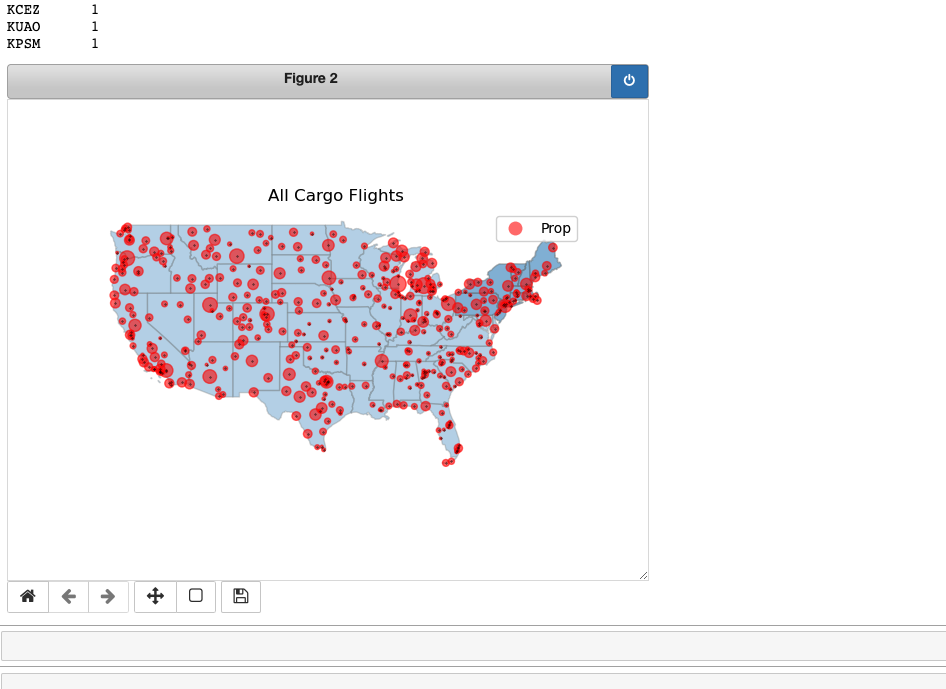 KCEZ 1
KUAO 1
KPSM 1
Figure 2
All Cargo Flights
Prop